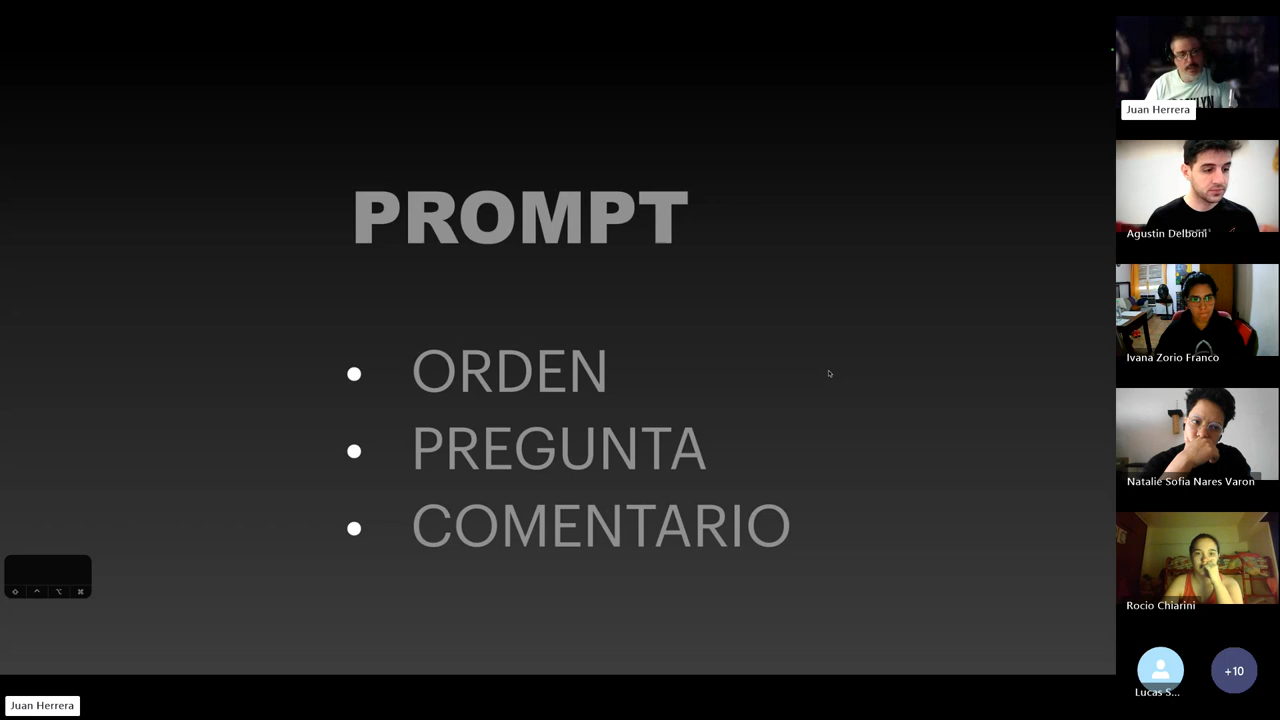 PROMPT
ORDEN
PREGUNTA
COMENTARIO
Juan Herrera
Agustin Delboni
Ivana Zorio Franco
Natalie Sofia Nares Varon
Rocio Chiarini
Lucas S...
+10
Juan Herrera